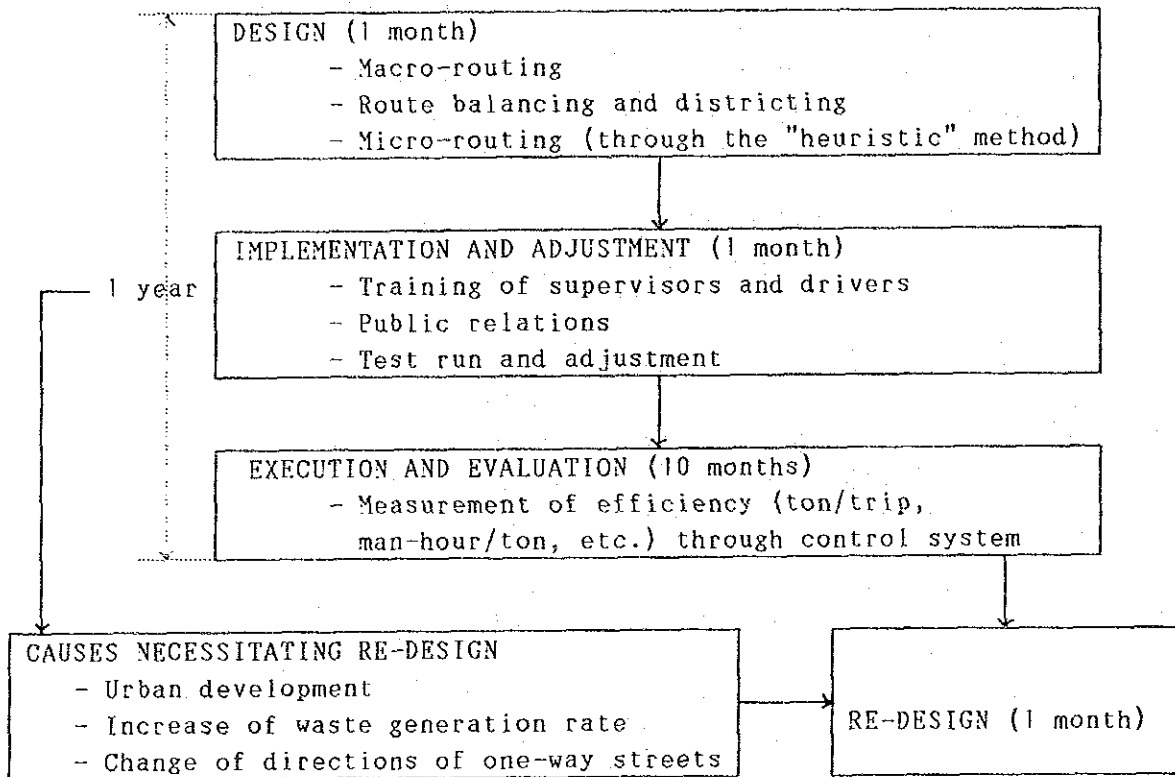 DESIGN (1 month)
- Macro-routing
- Route balancing and districting
- Micro-routing (through the "heuristic" method)
IMPLEMENTATION AND ADJUSTMENT (1 month)
1 year
- Training of supervisors and drivers
- Public relations
- Test run and adjustment
EXECUTION AND EVALUATION (10 months)
- Measurement of efficiency (ton/trip,
man-hour/ton, etc.) through control system
CAUSES NECESSITATING RE-DESIGN
- Urban development
- Increase of waste generation rate
- Change of directions of one-way streets
RE-DESIGN (1 month)